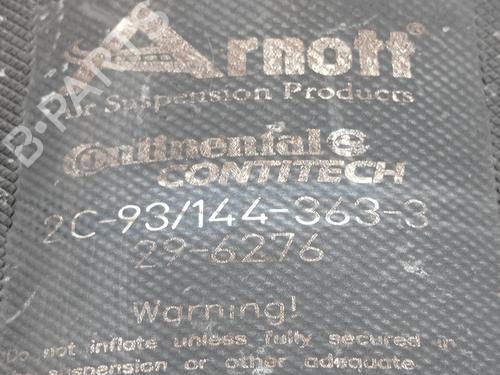 Arnott®
Air Suspension Products
Continental
CONTITECH
2C-93/144-363-3
29-6276
Warning!
Do not inflate unless fully secured in
suspension or other adequate
B-PARTS